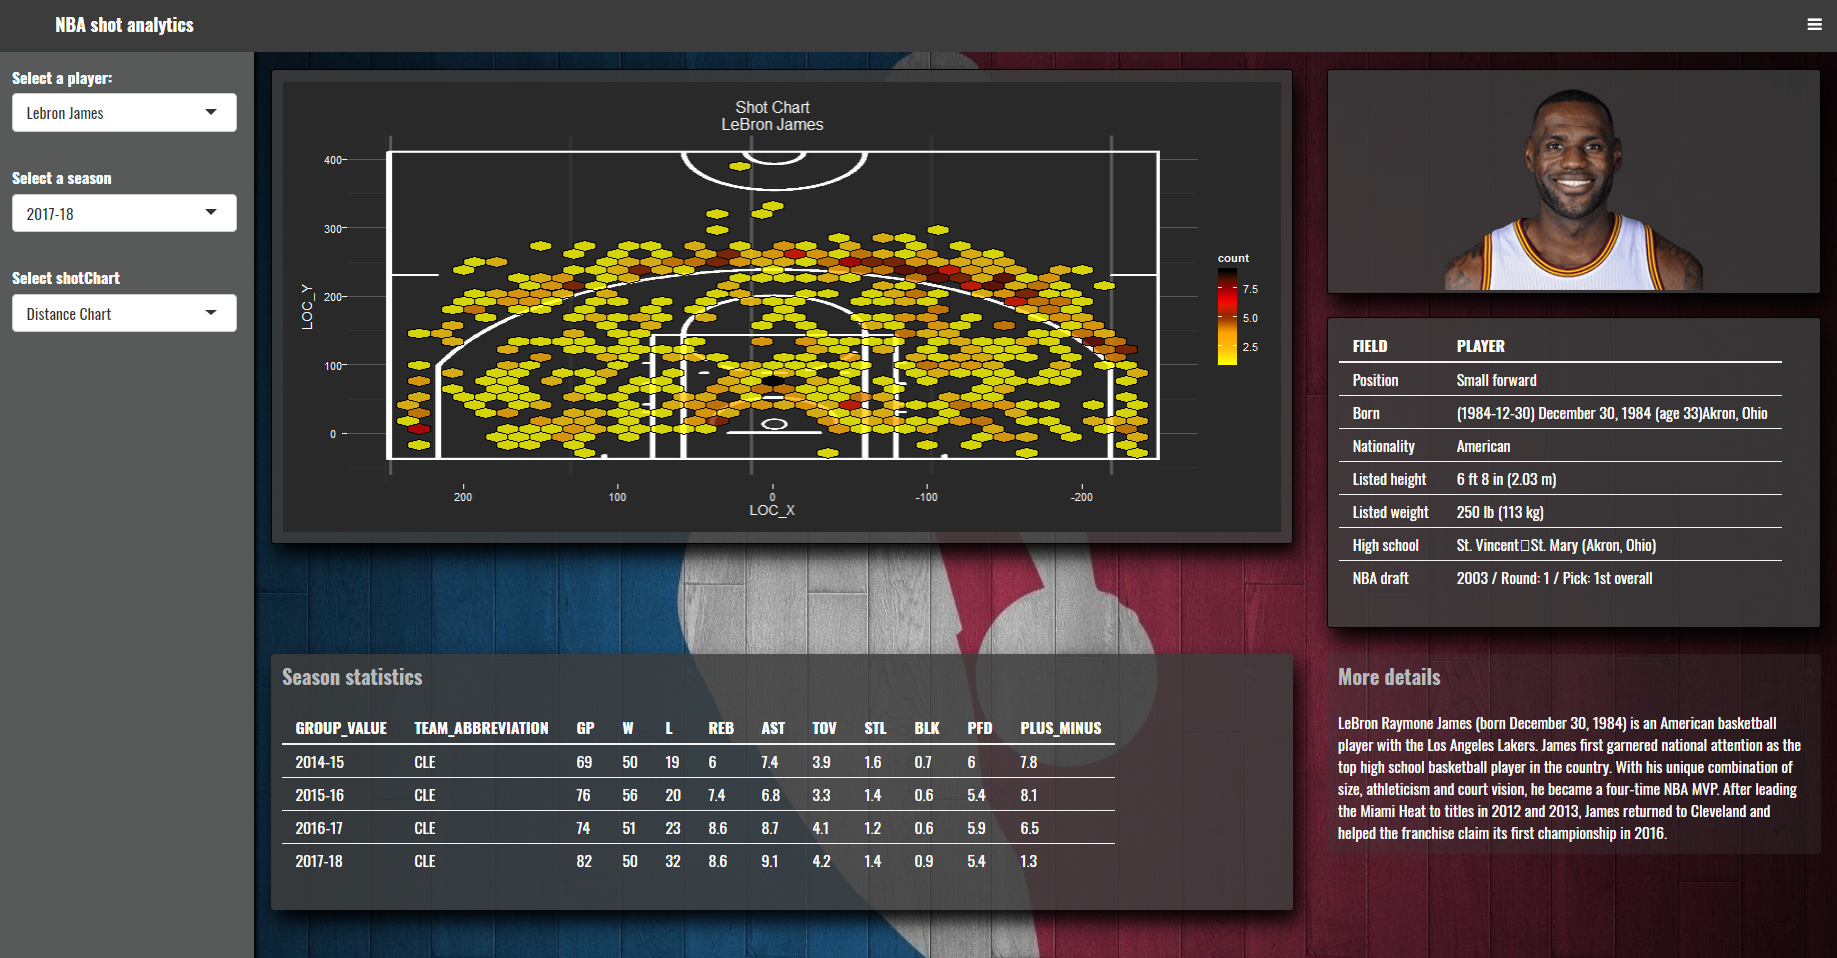 NBA shot analytics
Select a player:
Lebron James
Select a season
2017-18
Select shotChart
Distance Chart
Shot Chart
LeBron James
400
300
200
100
0
LOC_Y
200 100 0 -100 -200
LOC_X
count
7.5
5.0
2.5
FIELD PLAYER
Position Small forward
Born (1984-12-30) December 30, 1984 (age 33)Akron, Ohio
Nationality American
Listed height 6 ft 8 in (2.03 m)
Listed weight 250 lb (113 kg)
High school St. Vincent□St. Mary (Akron, Ohio)
NBA draft 2003 / Round: 1 / Pick: 1st overall
Season statistics
GROUP_VALUE TEAM_ABBREVIATION GP W L REB AST TOV STL BLK PFD PLUS_MINUS
2014-15 CLE 69 50 19 6 7.4 3.9 1.6 0.7 6 7.8
2015-16 CLE 76 56 20 7.4 6.8 3.3 1.4 0.6 5.4 8.1
2016-17 CLE 74 51 23 8.6 8.7 4.1 1.2 0.6 5.9 6.5
2017-18 CLE 82 50 32 8.6 9.1 4.2 1.4 0.9 5.4 1.3
More details
LeBron Raymone James (born December 30, 1984) is an American basketball
player with the Los Angeles Lakers. James first garnered national attention as the
top high school basketball player in the country. With his unique combination of
size, athleticism and court vision, he became a four-time NBA MVP. After leading
the Miami Heat to titles in 2012 and 2013, James returned to Cleveland and
helped the franchise claim its first championship in 2016.